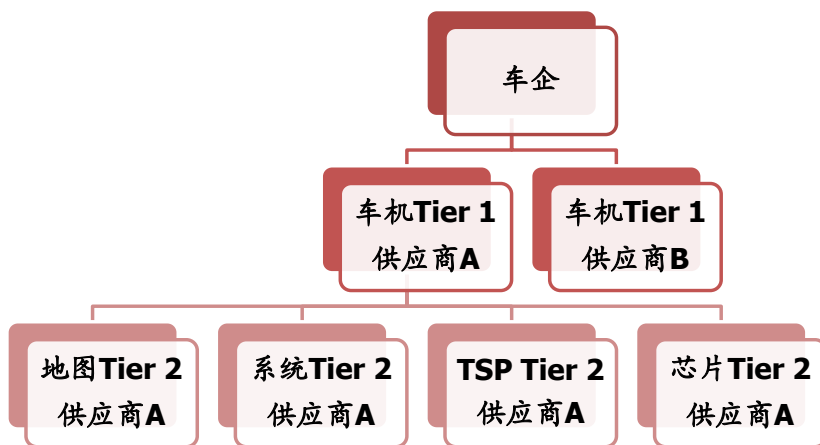 车企
车机Tier 1
供应商A
车机Tier 1
供应商B
地图Tier 2
供应商A
系统Tier 2
供应商A
TSP Tier 2
供应商A
芯片Tier 2
供应商A